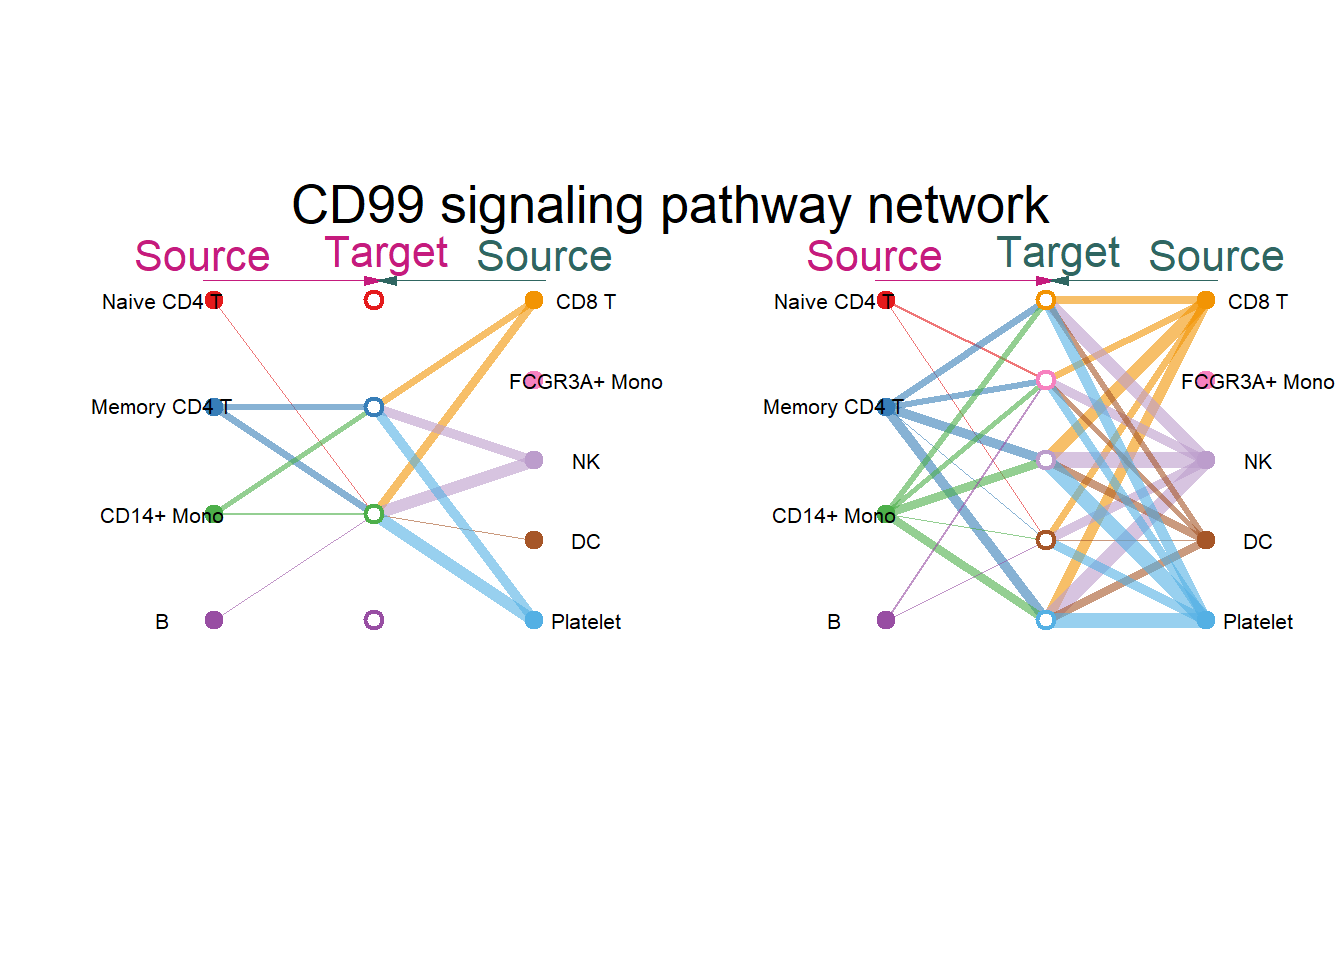 CD99 signaling pathway network
Source Target Source Source Target Source
Naive CD4 T CD8 T Naive CD4 T CD8 T
FCGR3A+ Mono FCGR3A+ Mono
Memory CD4 T Memory CD4 T
NK NK
CD14+ Mono CD14+ Mono
DC DC
B Platelet B Platelet